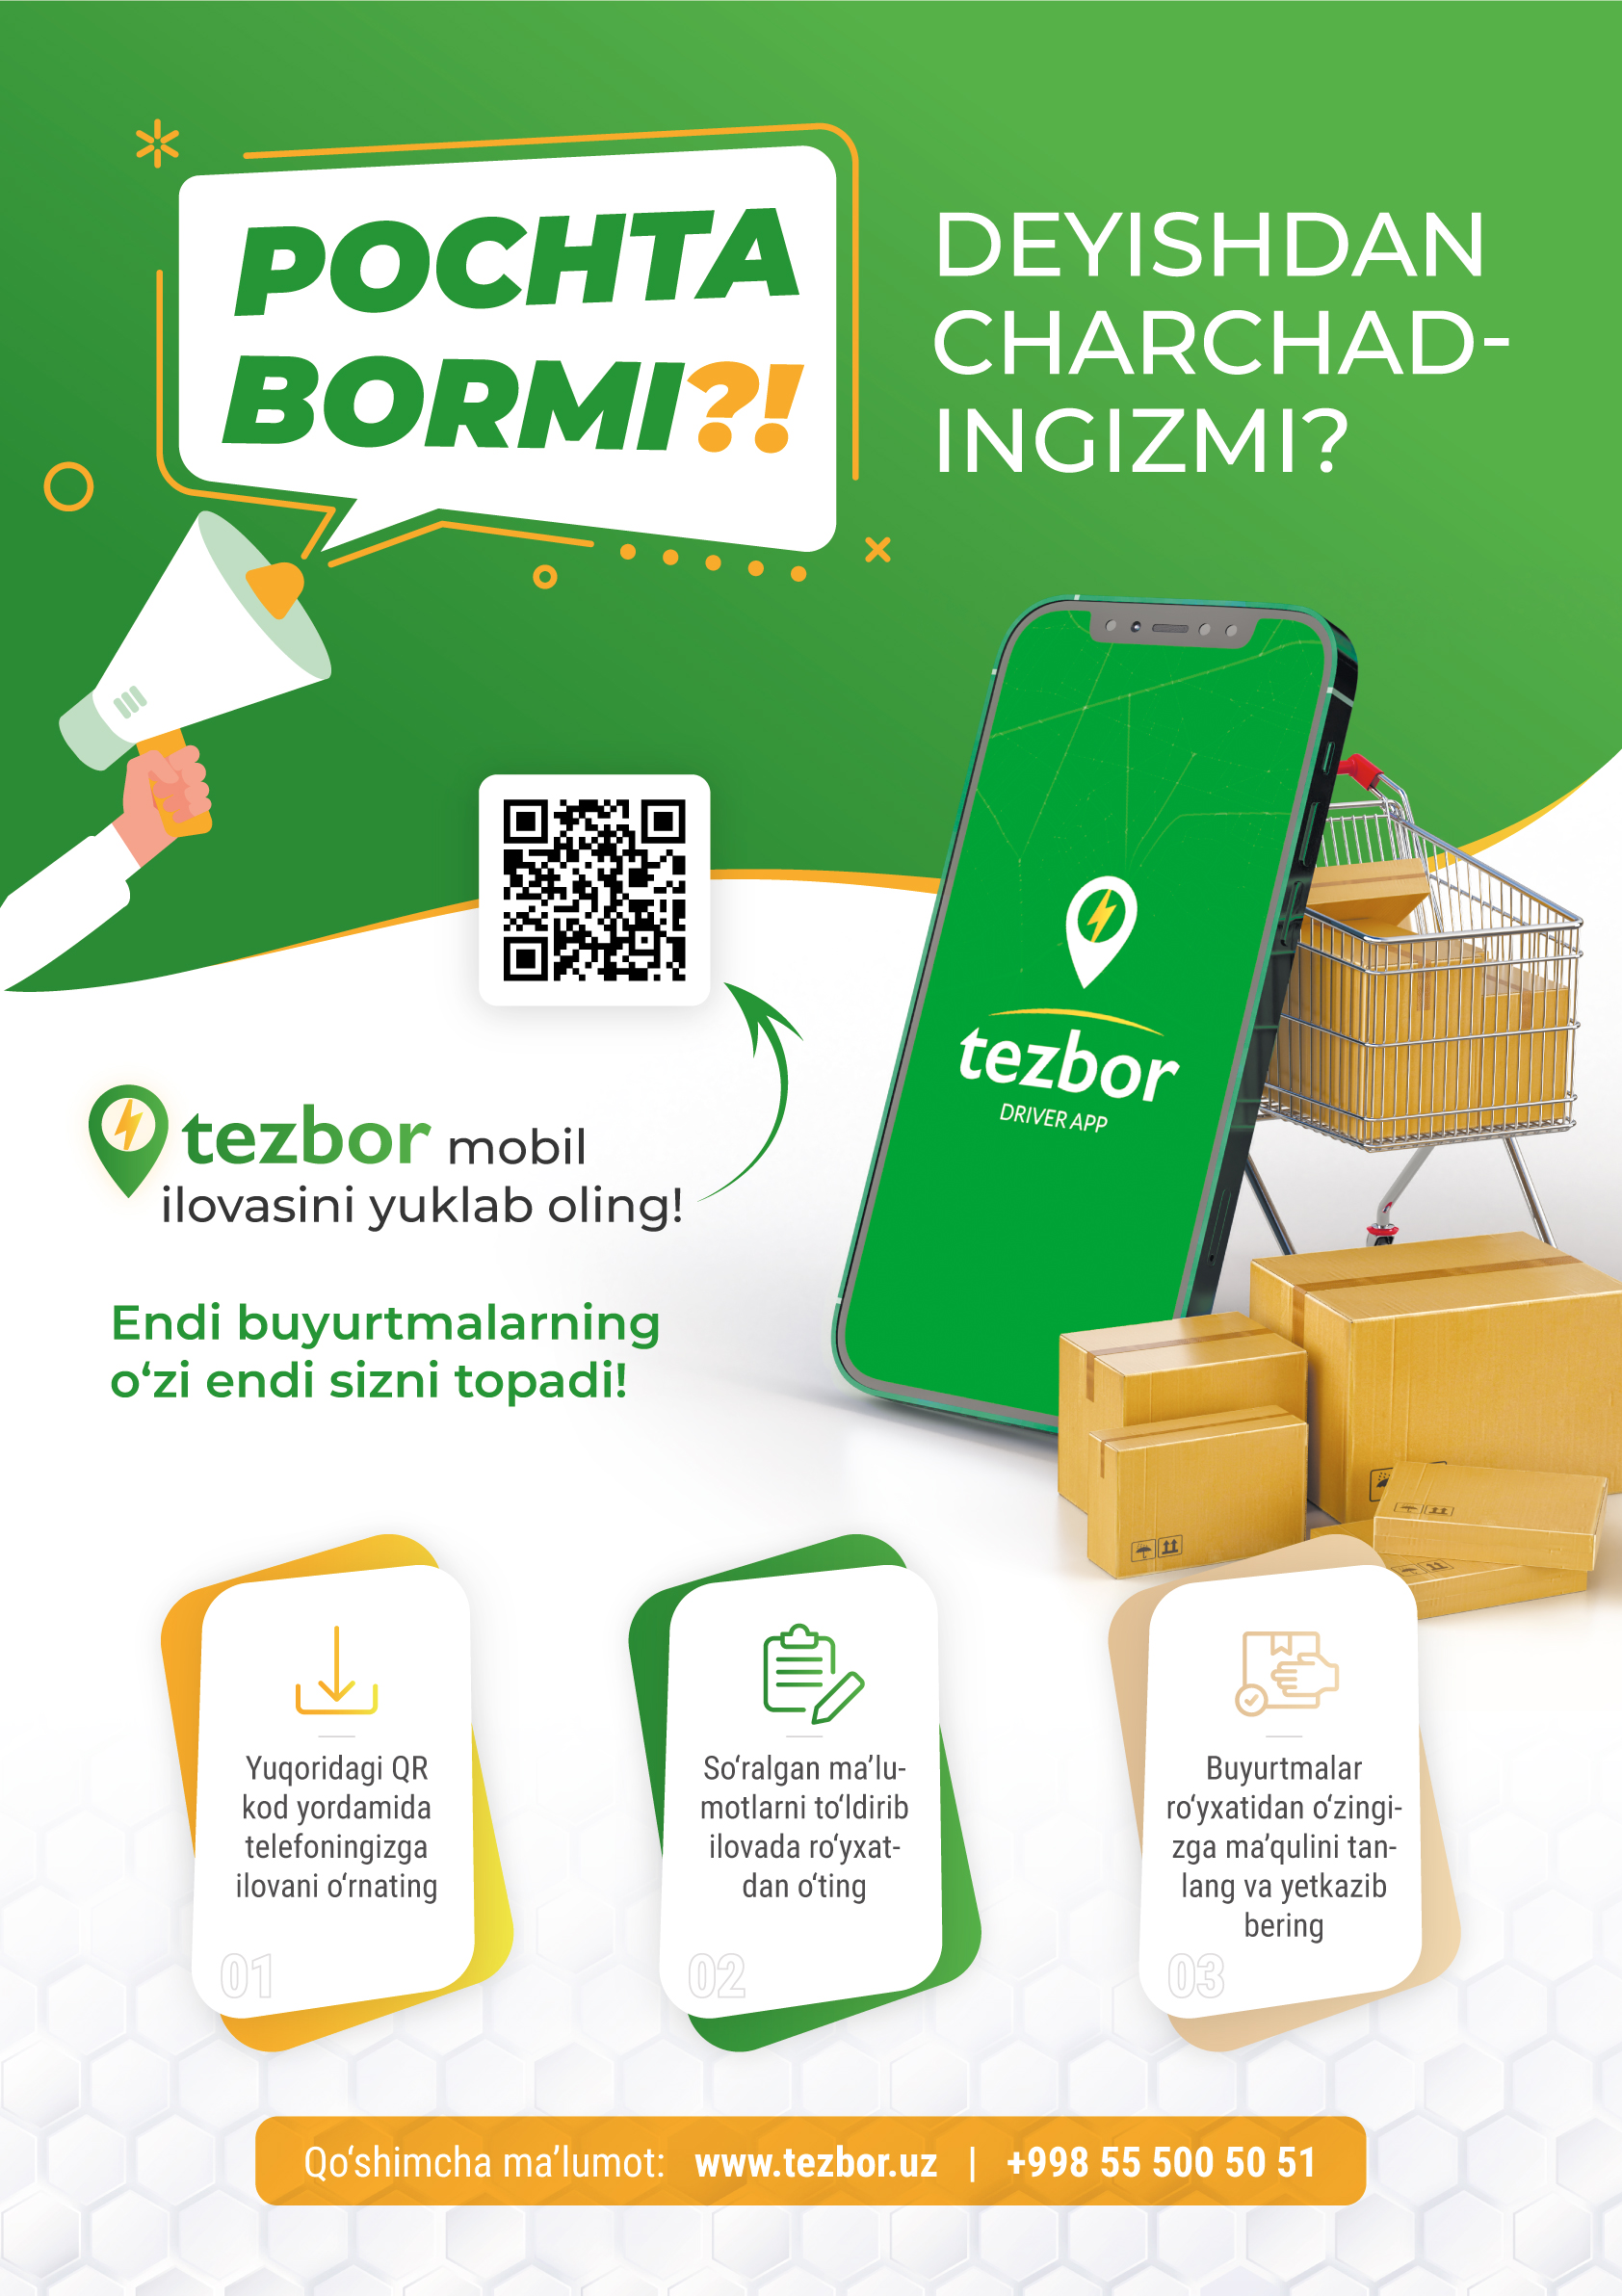 POCHTA
BORMI?!
DEYISHDAN
CHARCHAD-
INGIZMI?
tezbor
DRIVER APP
tezbor mobil
ilovasini yuklab oling!
Endi buyurtmalarning
o‘zi endi sizni topadi!
Yuqoridagi QR
kod yordamida
telefoningizga
ilovani o‘rnating
01
So‘ralgan ma’lu-
motlarni to‘ldirib
ilovada ro‘yxat-
dan o‘ting
02
Buyurtmalar
ro‘yxatidan o‘zingi-
zga ma’qulini tan-
lang va yetkazib
bering
03
Qo‘shimcha ma’lumot: www.tezbor.uz | +998 55 500 50 51